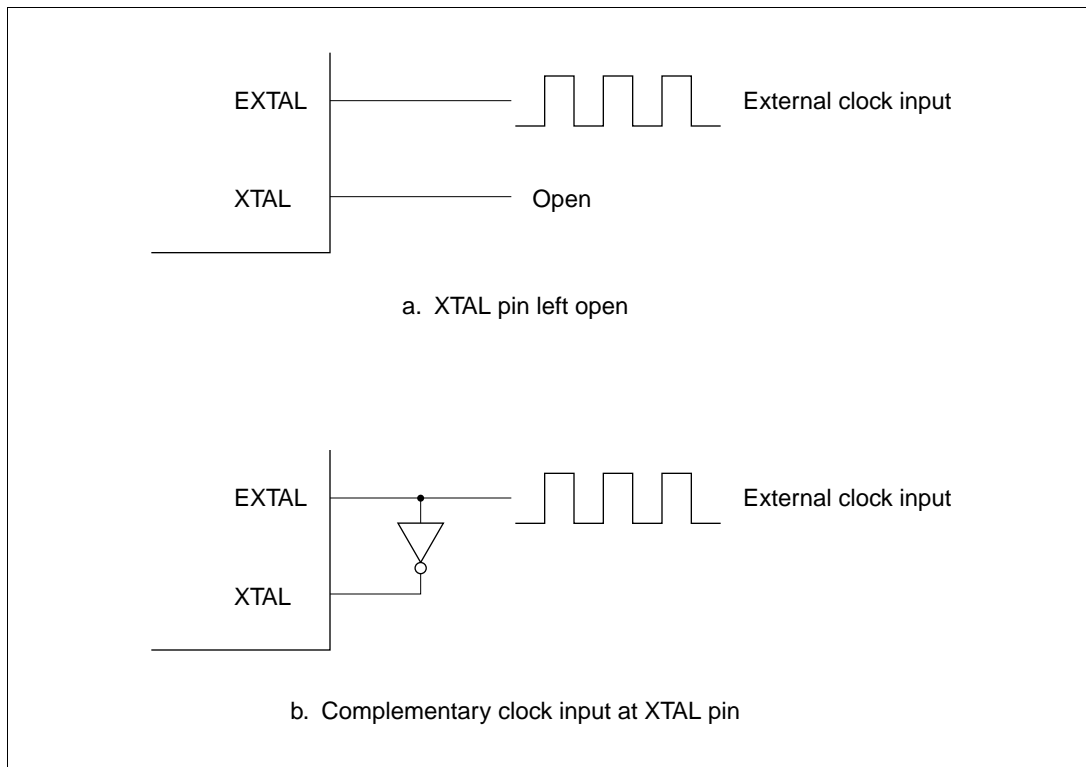 EXTAL
External clock input
XTAL
Open
a. XTAL pin left open
EXTAL
External clock input
XTAL
b. Complementary clock input at XTAL pin